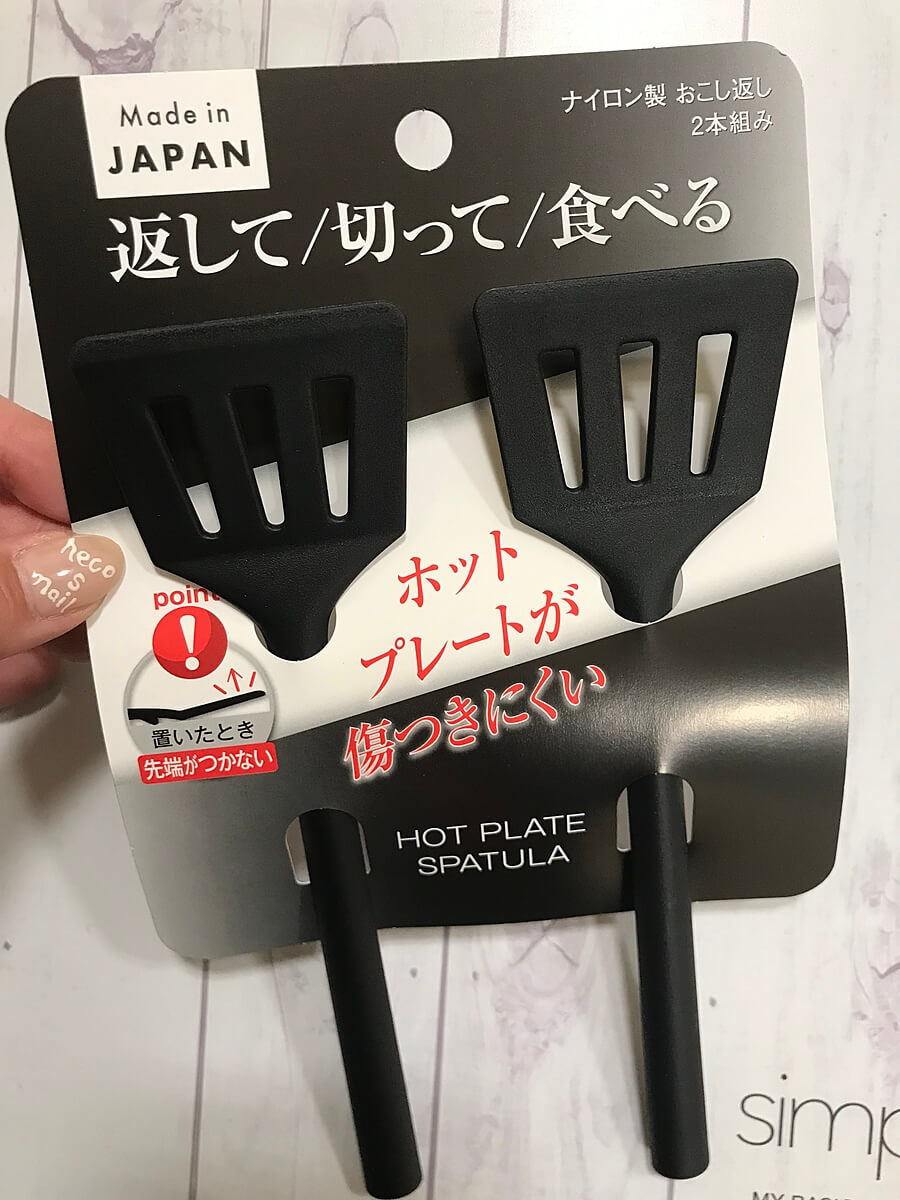 Made in
JAPAN
ナイロン製 おこし返し
2本組み
返して/切って/食べる
neco
s
mail
point
!
置いたとき
先端がつかない
ホット
プレートが
傷つきにくい
HOT PLATE
SPATULA
simp